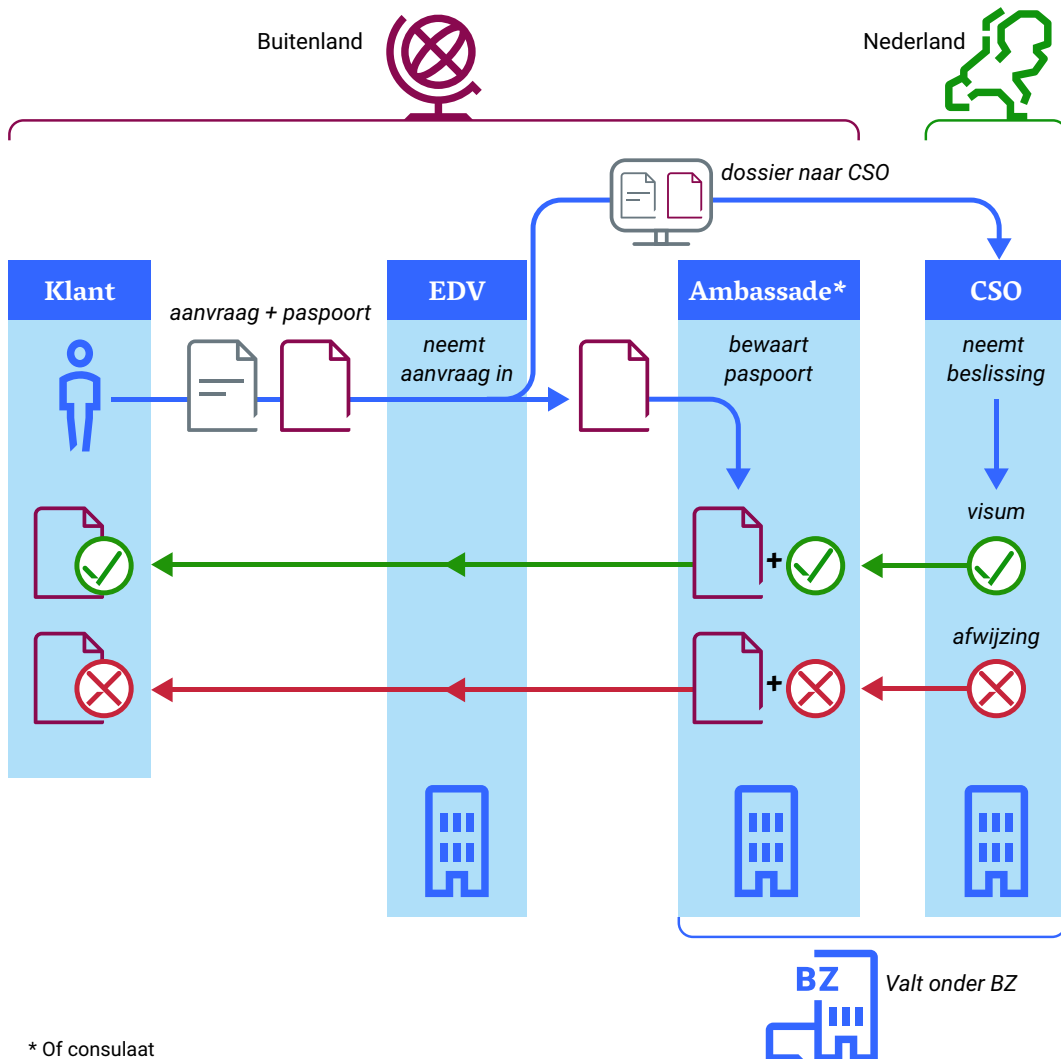 Buitenland
Nederland
dossier naar CSO
Klant
EDV
Ambassade*
CSO
aanvraag + paspoort
neemt
aanvraag in
bewaart
paspoort
neemt
beslissing
visum
+
afwijzing
+
BZ
Valt onder BZ
* Of consulaat